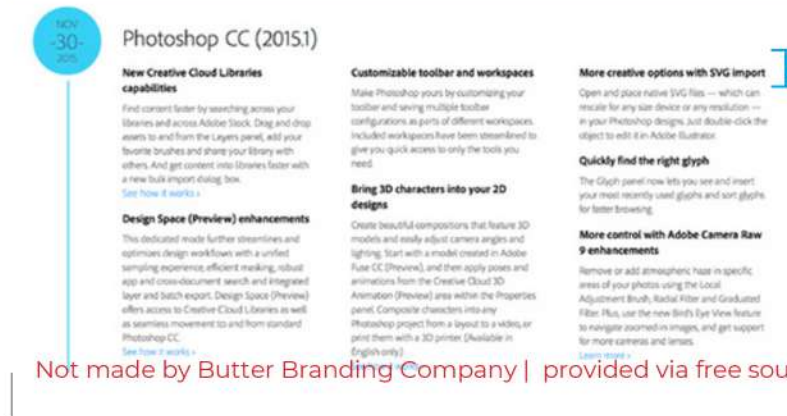 NOV
-30-
2015
Photoshop CC (2015.1)
New Creative Cloud Libraries
capabilities
Find content faster by searching across your
libraries and across Adobe Stock. Drag and drop
assets to and from the Layers panel, add your
favorite brushes and share your library with
others. And get content into libraries faster with
a new bulk import dialog box.
See how it works ›
Design Space (Preview) enhancements
This dedicated mode further streamlines and
optimizes design workflows with a unified
sampling experience, efficient masking, robust
app and cross-document search and integrated
layer and batch export. Design Space (Preview)
offers access to Creative Cloud Libraries as well
as seamless movement to and from standard
Photoshop CC.
See how it works ›
Customizable toolbar and workspaces
Make Photoshop yours by customizing your
toolbar and saving multiple toolbar
configurations as parts of different workspaces.
Included workspaces have been streamlined to
give you quick access to only the tools you
need.
Bring 3D characters into your 2D
designs
Create beautiful compositions that feature 3D
models and easily adjust camera angles and
lighting. Start with a model created in Adobe
Fuse CC (Preview), and then apply poses and
animations from the Creative Cloud 3D
Animation (Preview) area within the Properties
panel. Composite characters into any
Photoshop project from a layout to a video, or
print them with a 3D printer. (Available in
English only.)
More creative options with SVG import
Open and place native SVG files — which can
rescale for any size device or any resolution —
in your Photoshop designs. Just double-click the
object to edit it in Adobe Illustrator.
Quickly find the right glyph
The Glyph panel now lets you see and insert
your most recently used glyphs and sort glyphs
for faster browsing.
More control with Adobe Camera Raw
9 enhancements
Remove or add atmospheric haze in specific
areas of your photos using the Local
Adjustment Brush, Radial Filter and Graduated
Filter. Plus, use the new Bird's Eye View feature
to navigate zoomed-in images, and get support
for more cameras and lenses.
Learn more ›
Not made by Butter Branding Company | provided via free sou